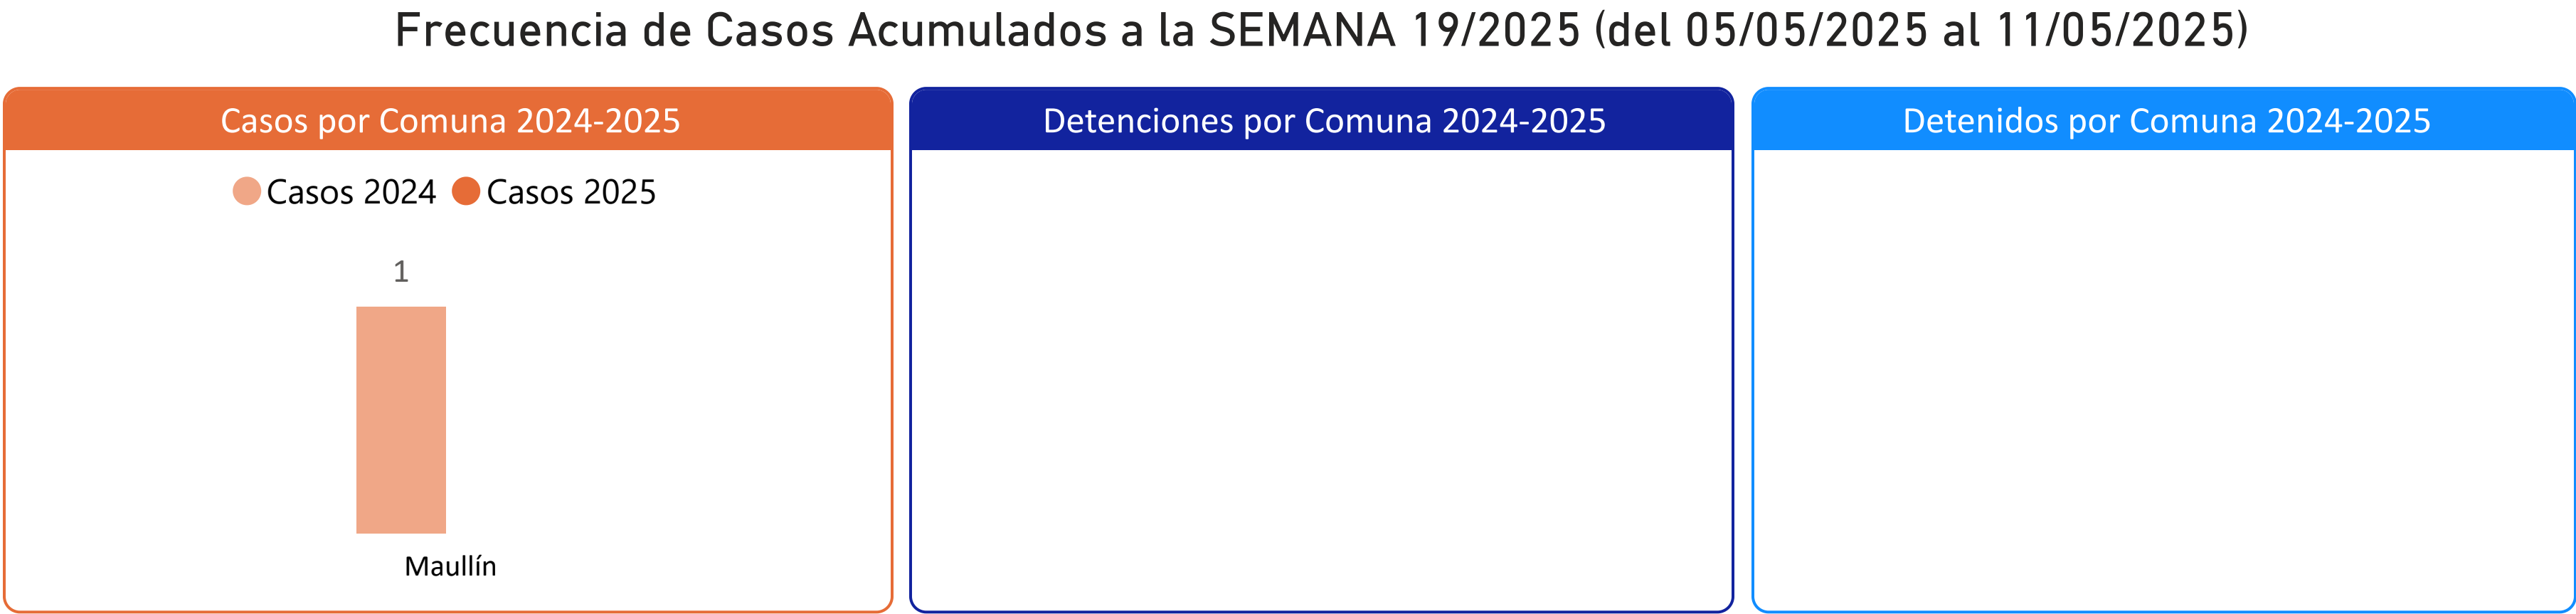 Frecuencia de Casos Acumulados a la SEMANA 19/2025 (del 05/05/2025 al 11/05/2025)
Casos por Comuna 2024-2025
Casos 2024 Casos 2025
1
Maullín
Detenciones por Comuna 2024-2025
Detenidos por Comuna 2024-2025